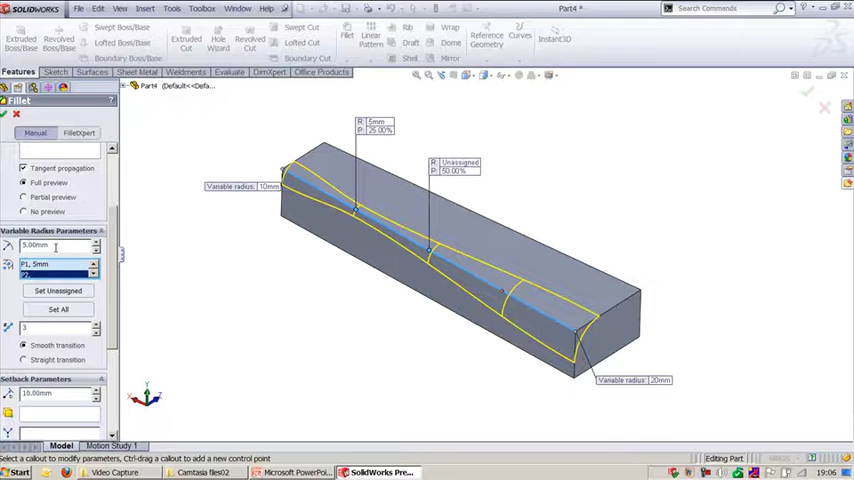 SOLIDWORKS File Edit View Insert Tools Window Help Part4 * Search Commands
Extruded Boss/Base
Revolved Boss/Base
Swept Boss/Base
Lofted Boss/Base
Boundary Boss/Base
Extruded Cut
Hole Wizard
Revolved Cut
Swept Cut
Lofted Cut
Boundary Cut
Fillet
Linear Pattern
Rib
Draft
Shell
Wrap
Dome
Mirror
Reference Geometry
Curves
Instant3D
Features Sketch Surfaces Sheet Metal Weldments Evaluate DimXpert Office Products
Part4 (Default<<Defa...
Fillet
Manual FilletXpert
Tangent propagation
Full preview
Partial preview
No preview
Variable Radius Parameters
5.00mm
P1, 5mm
P2,
Set Unassigned
Set All
3
Smooth transition
Straight transition
Setback Parameters
10.00mm
R: 5mm
P: 25.00%
R: Unassigned
P: 50.00%
Variable radius: 10mm
Variable radius: 20mm
Y
X
Z
Model Motion Study 1
Select a callout to modify parameters, Ctrl-drag a callout to add a new control point Editing Part
Start Video Capture Camtasia files02 Microsoft PowerPoi... SolidWorks Pre... 19:06